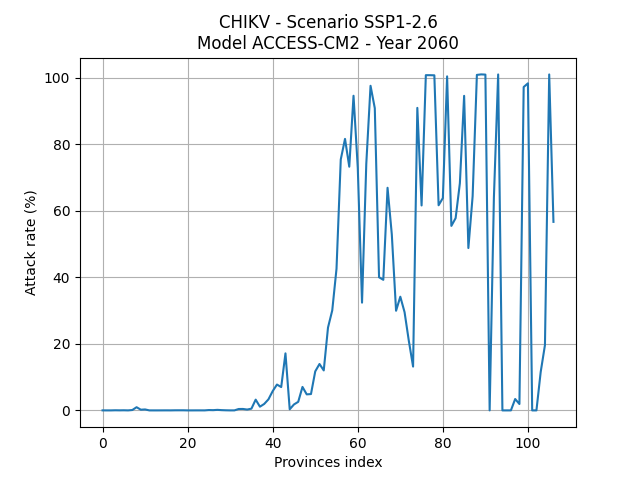 CHIKV - Scenario SSP1-2.6
Model ACCESS-CM2 - Year 2060
100
80
60
40
20
0
Attack rate (%)
0 20 40 60 80 100
Provinces index